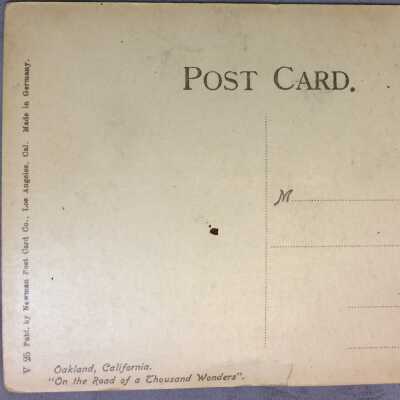 POST CARD.
M
V 25 Publ. by Newman Post Card Co., Los Angeles, Cal. Made in Germany.
Oakland, California.
"On the Road of a Thousand Wonders".